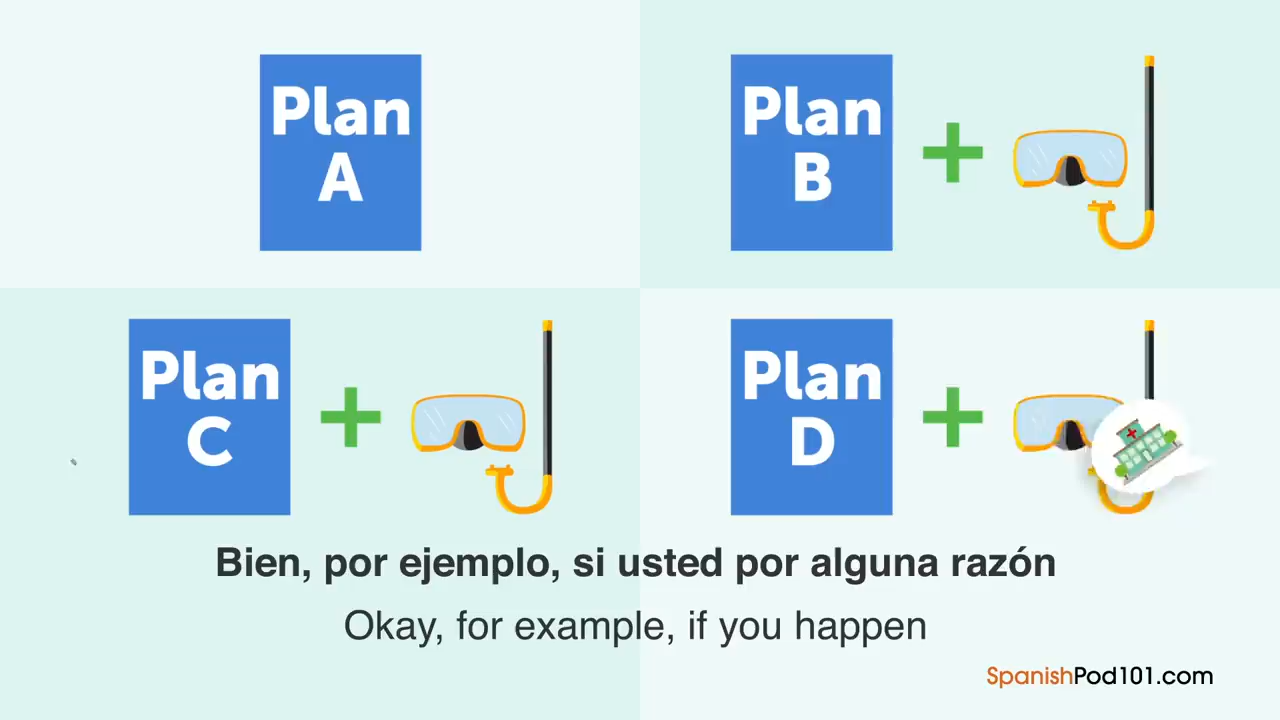 Plan
A
Plan
B
Plan
C
Plan
D
Bien, por ejemplo, si usted por alguna razón
Okay, for example, if you happen
SpanishPod101.com